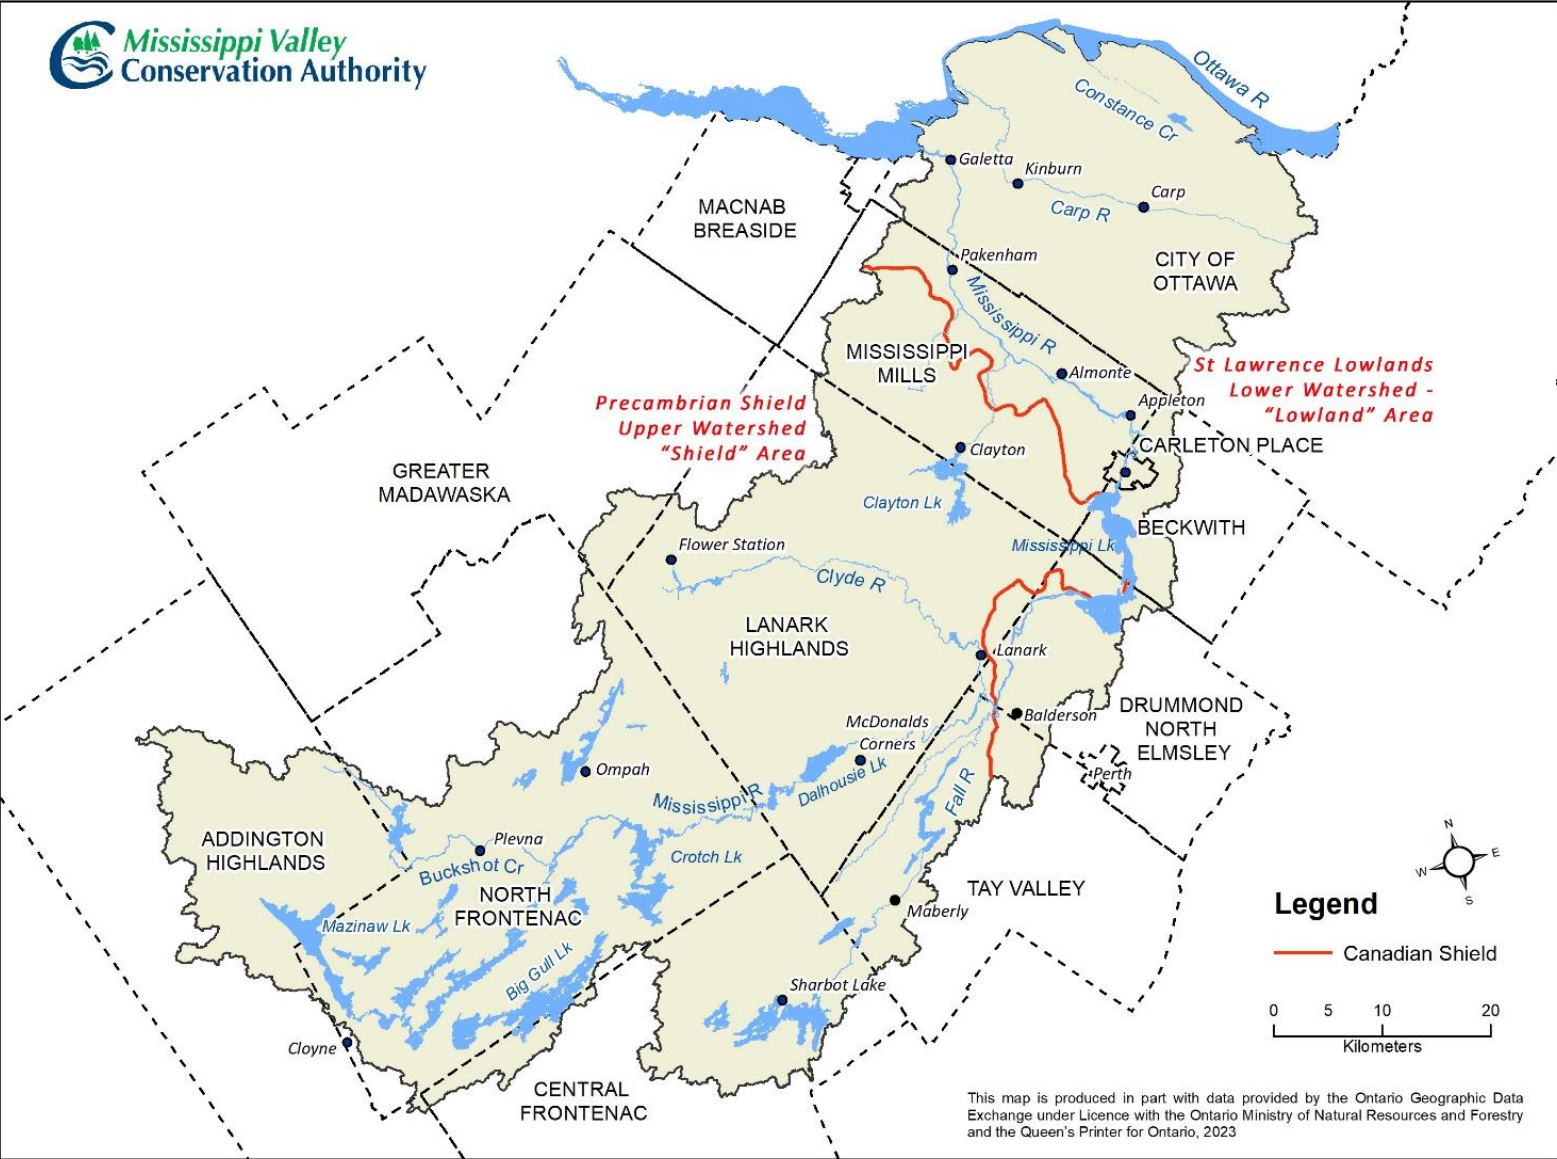 Mississippi Valley
Conservation Authority
Ottawa R
Constance Cr
Galetta
Kinburn
Carp
Carp R
MACNAB
BREASIDE
Pakenham
CITY OF
OTTAWA
Mississippi R
MISSISSIPPI
MILLS
Almonte
St Lawrence Lowlands
Lower Watershed -
“Lowland” Area
Precambrian Shield
Upper Watershed
“Shield” Area
Appleton
CARLETON PLACE
Clayton
GREATER
MADAWASKA
Clayton Lk
BECKWITH
Mississippi Lk
Flower Station
Clyde R
LANARK
HIGHLANDS
Lanark
Balderson
DRUMMOND
NORTH
ELMSLEY
McDonalds
Corners
Perth
Ompah
Dalhousie Lk
Mississippi R
Fall R
Plevna
ADDINGTON
HIGHLANDS
Crotch Lk
Buckshot Cr
NORTH
FRONTENAC
TAY VALLEY
Maberly
Mazinaw Lk
Big Gull Lk
Sharbot Lake
Cloyne
CENTRAL
FRONTENAC
N
W
E
S
Legend
Canadian Shield
0 5 10 20
Kilometers
This map is produced in part with data provided by the Ontario Geographic Data
Exchange under Licence with the Ontario Ministry of Natural Resources and Forestry
and the Queen's Printer for Ontario, 2023